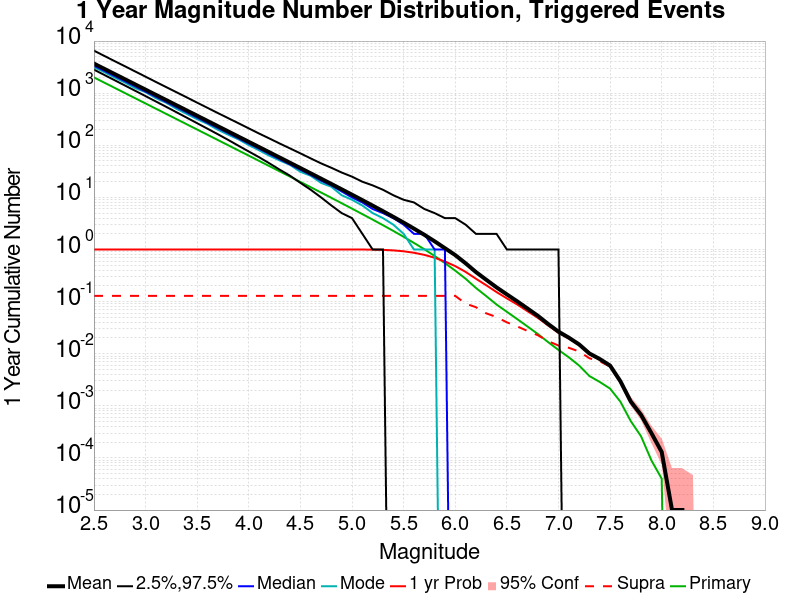 1 Year Magnitude Number Distribution, Triggered Events
1 Year Cumulative Number
10^4
10^3
10^2
10^1
10^0
10^-1
10^-2
10^-3
10^-4
10^-5
2.5 3.0 3.5 4.0 4.5 5.0 5.5 6.0 6.5 7.0 7.5 8.0 8.5 9.0
Magnitude
Mean 2.5%,97.5% Median Mode 1 yr Prob 95% Conf Supra Primary